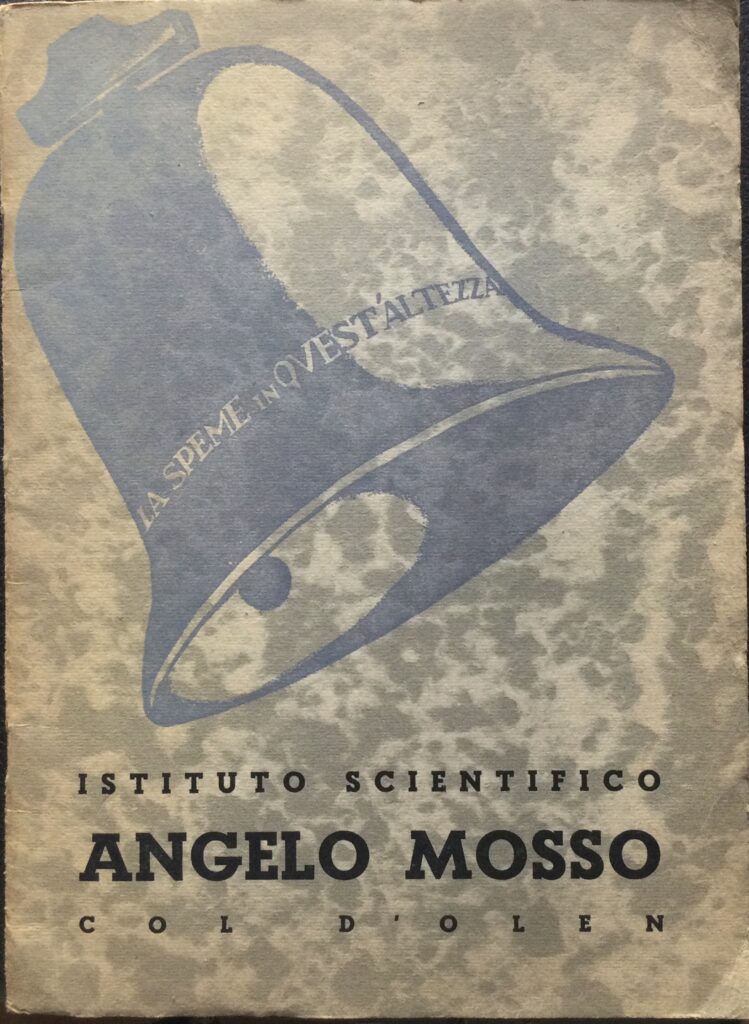 LA SPEME IN QVEST'ALTEZZA
ISTITUTO SCIENTIFICO
ANGELO MOSSO
COL D'OLEN